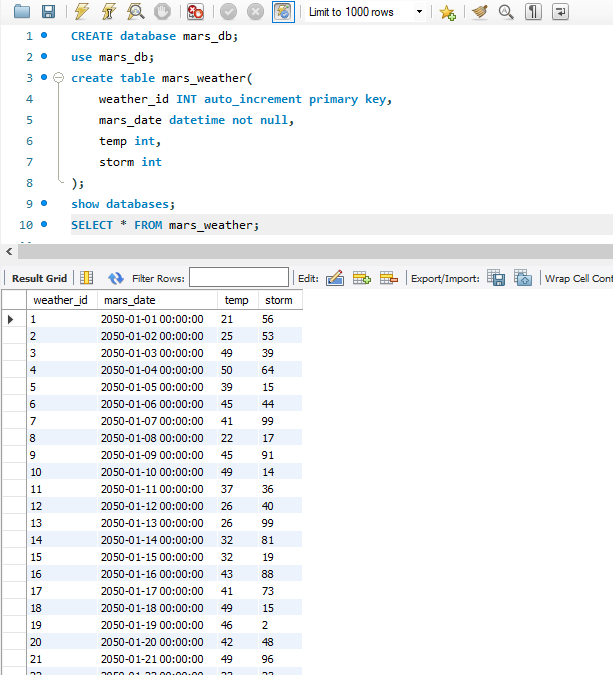 Limit to 1000 rows
1 CREATE database mars_db;
2 use mars_db;
3 create table mars_weather(
4 weather_id INT auto_increment primary key,
5 mars_date datetime not null,
6 temp int,
7 storm int
8 );
9 show databases;
10 SELECT * FROM mars_weather;
Result Grid Filter Rows: Edit: Export/Import: Wrap Cell Cont
weather_id mars_date temp storm
1 2050-01-01 00:00:00 21 56
2 2050-01-02 00:00:00 25 53
3 2050-01-03 00:00:00 49 39
4 2050-01-04 00:00:00 50 64
5 2050-01-05 00:00:00 39 15
6 2050-01-06 00:00:00 45 44
7 2050-01-07 00:00:00 41 99
8 2050-01-08 00:00:00 22 17
9 2050-01-09 00:00:00 45 91
10 2050-01-10 00:00:00 49 14
11 2050-01-11 00:00:00 37 36
12 2050-01-12 00:00:00 26 40
13 2050-01-13 00:00:00 26 99
14 2050-01-14 00:00:00 32 81
15 2050-01-15 00:00:00 32 19
16 2050-01-16 00:00:00 43 88
17 2050-01-17 00:00:00 41 73
18 2050-01-18 00:00:00 49 15
19 2050-01-19 00:00:00 46 2
20 2050-01-20 00:00:00 42 48
21 2050-01-21 00:00:00 49 96